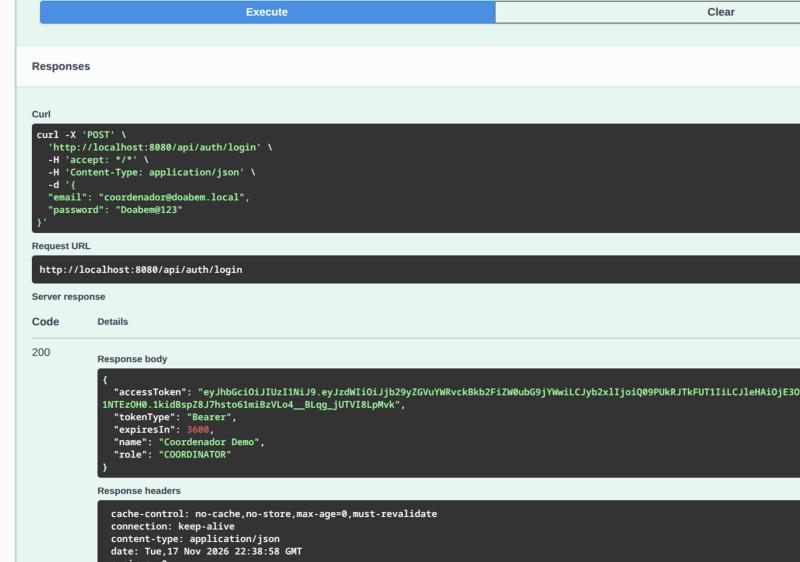 Execute
Clear
Responses
Curl
curl -X 'POST' \
'http://localhost:8080/api/auth/login' \
-H 'accept: */*' \
-H 'Content-Type: application/json' \
-d '{
"email": "coordenador@doabem.local",
"password": "Doabem@123"
}'
Request URL
http://localhost:8080/api/auth/login
Server response
Code
Details
200
Response body
{
"accessToken": "eyJhbGciOiJIUzI1NiJ9.eyJzdWIiOiJjb29yZGVuYWRvckBkb2FiZW0ubG9jYWwiLCJyb2xlIjoiQ09PUkRJTkFUT1IiLCJleHAiOjE3O
1NTEzOH0.1kidBspZ8J7hsto61miBzVLo4__BLqg_jUTVI8LpMvk",
"tokenType": "Bearer",
"expiresIn": 3600,
"name": "Coordenador Demo",
"role": "COORDINATOR"
}
Response headers
cache-control: no-cache,no-store,max-age=0,must-revalidate
connection: keep-alive
content-type: application/json
date: Tue,17 Nov 2026 22:38:58 GMT